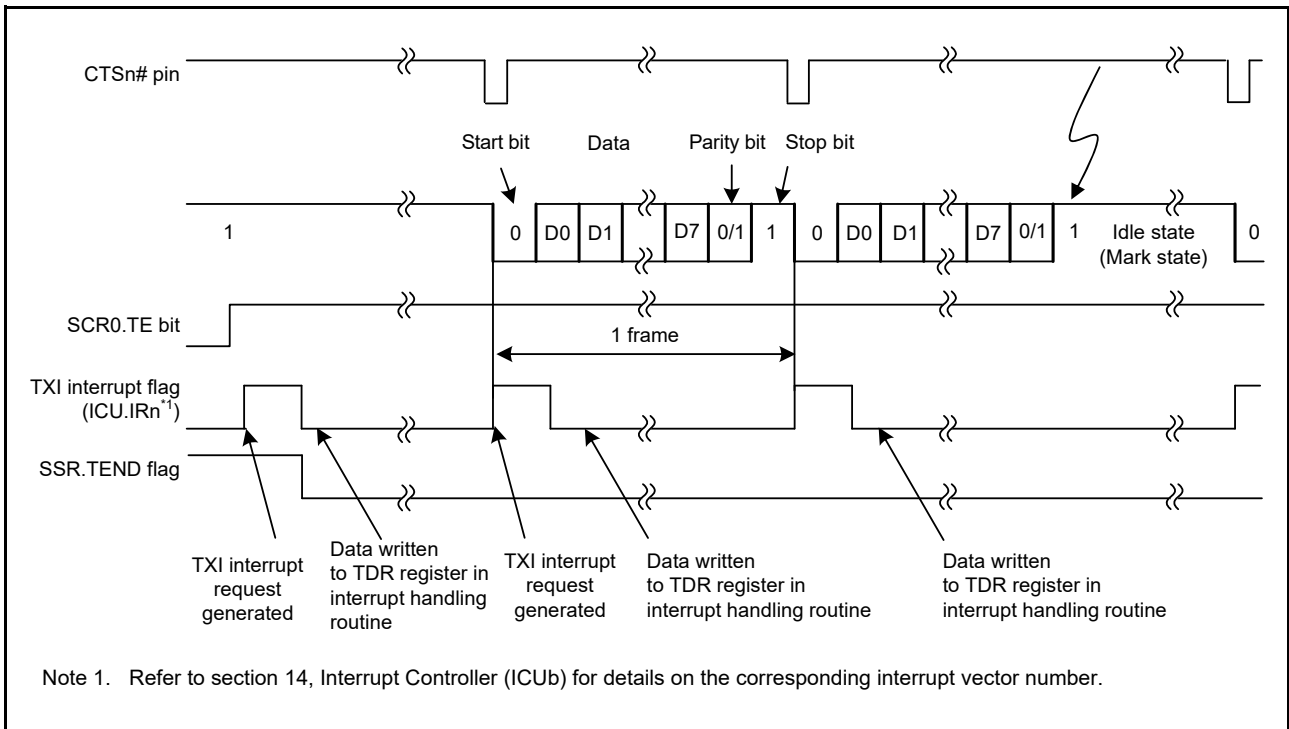 CTSn# pin
Start bit
Data
Parity bit
Stop bit
1
0
D0
D1
D7
0/1
1
0
D0
D1
D7
0/1
1
Idle state
(Mark state)
0
SCR0.TE bit
1 frame
TXI interrupt flag
(ICU.IRn*1)
SSR.TEND flag
TXI interrupt
request
generated
Data written
to TDR register in
interrupt handling
routine
TXI interrupt
request
generated
Data written
to TDR register in
interrupt handling routine
Data written
to TDR register in
interrupt handling routine
Note 1. Refer to section 14, Interrupt Controller (ICUb) for details on the corresponding interrupt vector number.